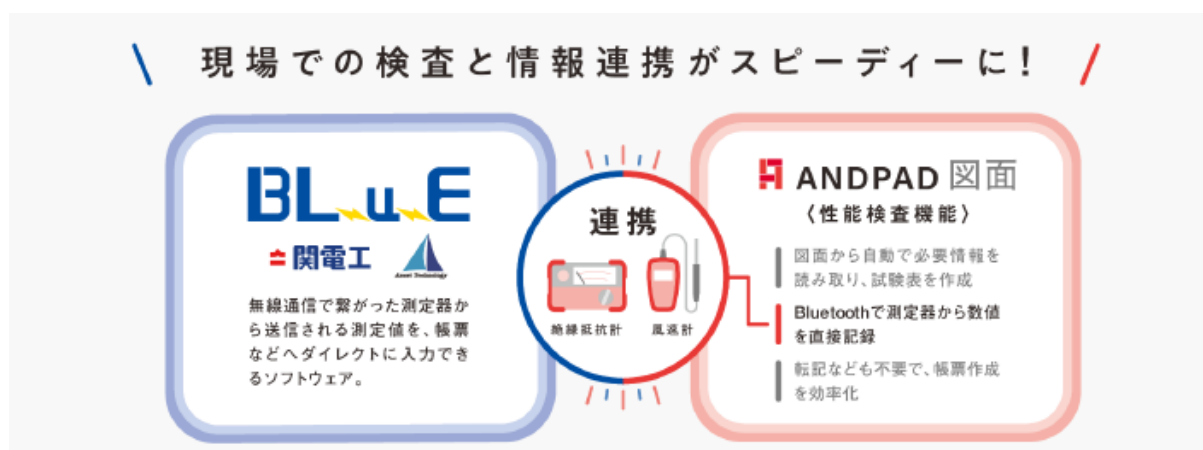 現場での検査と情報連携がスピーディーに!
BLuE
関電工
Asset Technology
無線通信で繋がった測定器か
ら送信される測定値を、帳票
などへダイレクトに入力でき
るソフトウェア。
連携
絶縁抵抗計
風速計
ANDPAD 図面
〈性能検査機能〉
図面から自動で必要情報を
読み取り、試験表を作成
Bluetoothで測定器から数値
を直接記録
転記なども不要で、帳票作成
を効率化